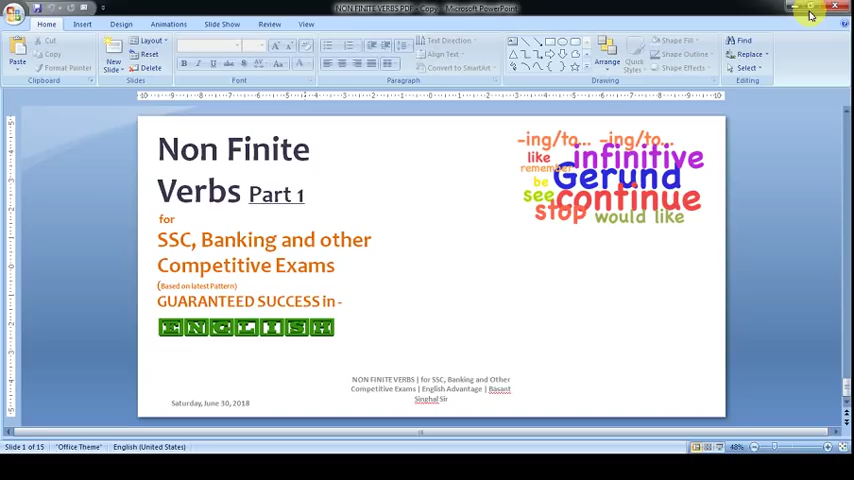 NON FINITE VERBS PDF - Copy - Microsoft PowerPoint
Home Insert Design Animations Slide Show Review View
Cut
Copy
Format Painter
Paste
Clipboard
New
Slides
Layout
Reset
Delete
Slides
Font
Text Direction
Align Text
Convert to SmartArt
Paragraph
Arrange
Quick
Styles
Shape Fill
Shape Outline
Shape Effects
Drawing
Find
Replace
Select
Editing
Non Finite
Verbs Part 1
for
SSC, Banking and other
Competitive Exams
(Based on latest Pattern)
GUARANTEED SUCCESS in -
ENGLISH
-ing/to... -ing/to...
like infinitive
remember
Gerund
be
see continue
stop would like
Saturday, June 30, 2018
NON FINITE VERBS | for SSC, Banking and Other
Competitive Exams | English Advantage | Basant
Singhal Sir
Slide 1 of 15 "Office Theme" English (United States) 48%